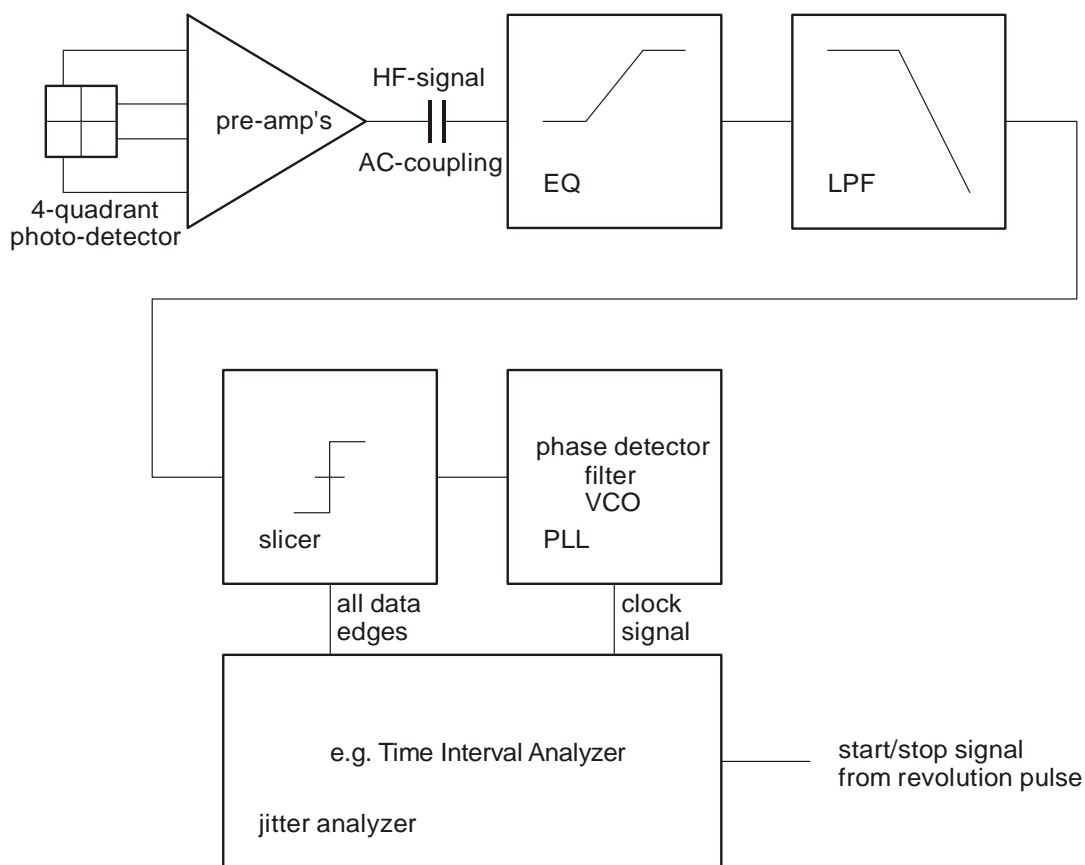 HF-signal
pre-amp's
AC-coupling
EQ
LPF
4-quadrant
photo-detector
phase detector
filter
VCO
slicer
PLL
all data
edges
clock
signal
e.g. Time Interval Analyzer
start/stop signal
from revolution pulse
jitter analyzer